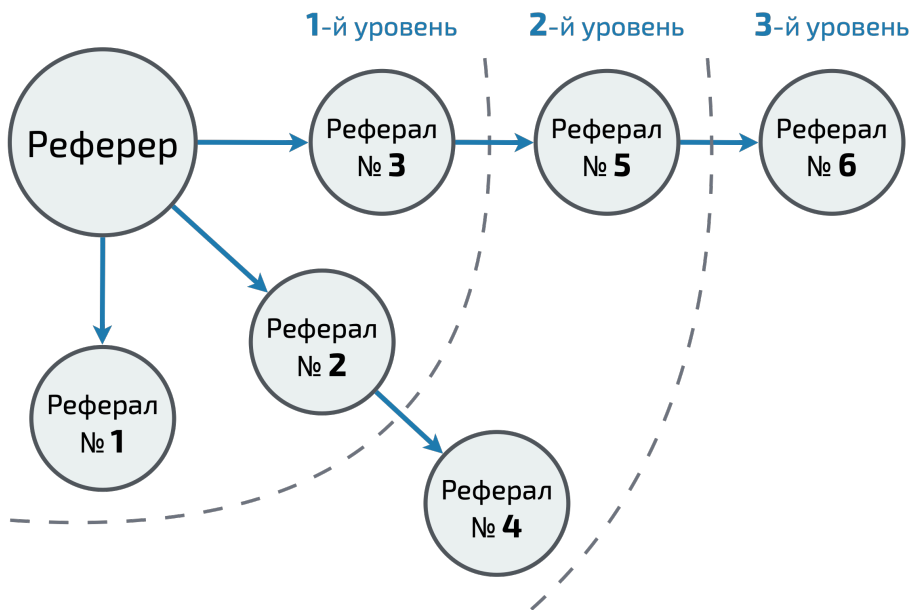 1-й уровень
2-й уровень
3-й уровень
Реферер
Реферал
№ 3
Реферал
№ 5
Реферал
№ 6
Реферал
№ 2
Реферал
№ 1
Реферал
№ 4